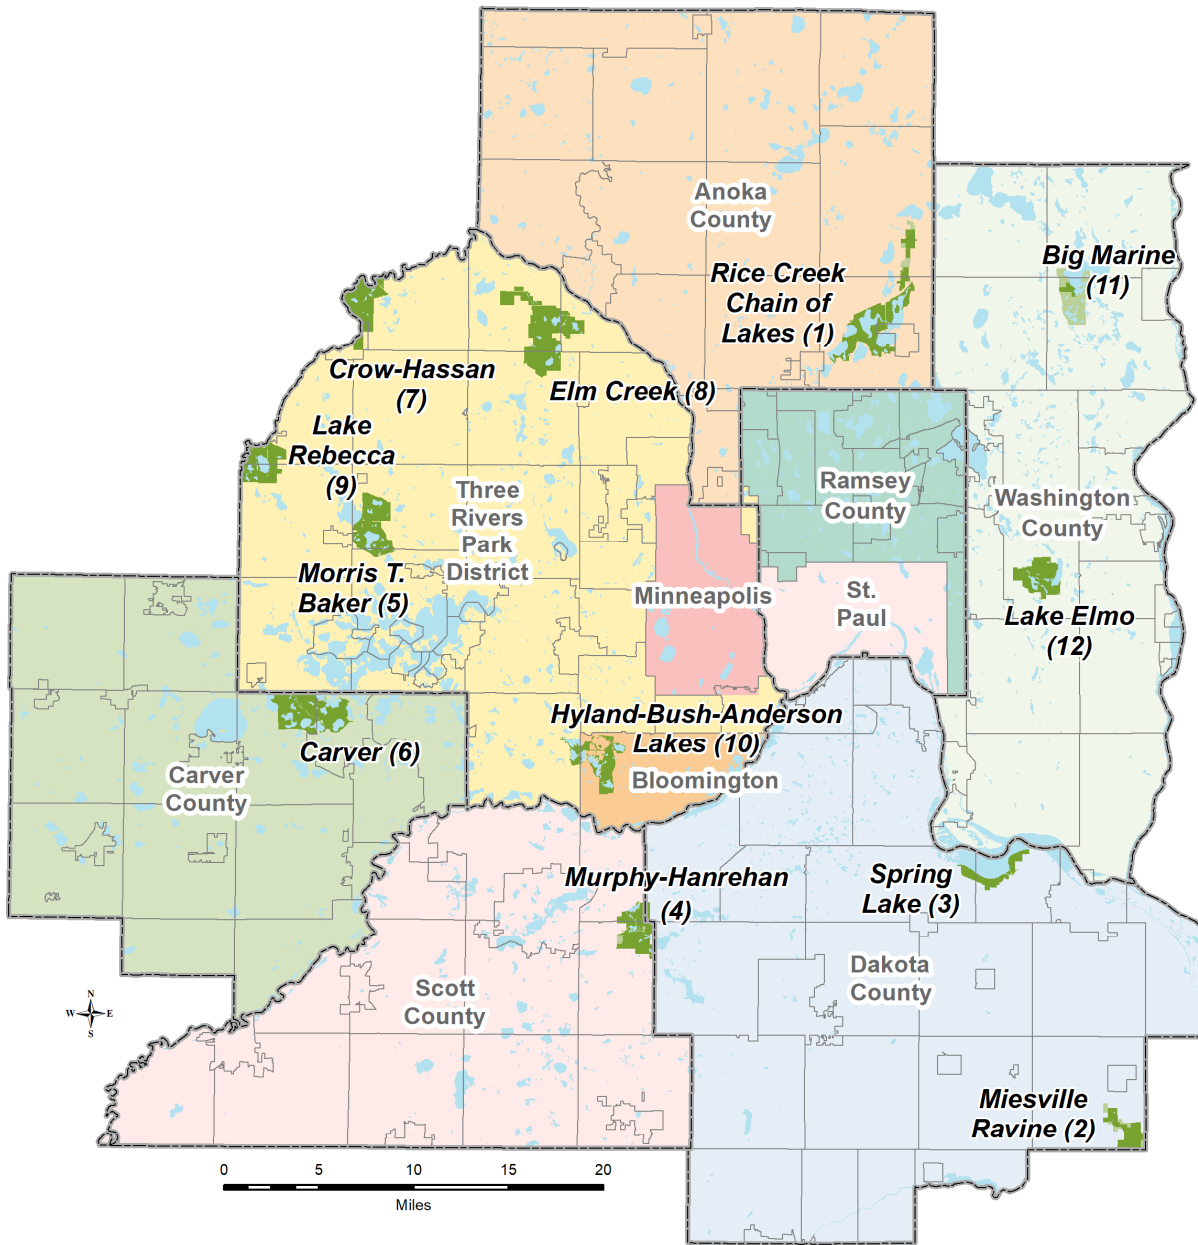 Anoka
County
Big Marine
(11)
Rice Creek
Chain of
Lakes (1)
Crow-Hassan
(7)
Elm Creek (8)
Lake
Rebecca
(9)
Three
Rivers
Park
District
Ramsey
County
Washington
County
Morris T.
Baker (5)
Minneapolis
St.
Paul
Lake Elmo
(12)
Hyland-Bush-Anderson
Lakes (10)
Carver (6)
Bloomington
Carver
County
Murphy-Hanrehan
(4)
Spring
Lake (3)
Scott
County
Dakota
County
N
W E
S
Miesville
Ravine (2)
0 5 10 15 20
Miles